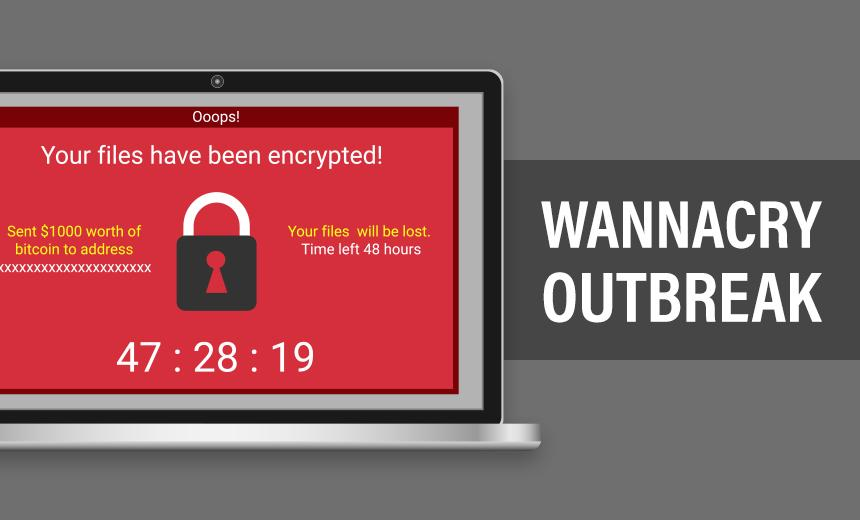 Ooops!
Your files have been encrypted!
Sent $1000 worth of
bitcoin to address
xxxxxxxxxxxxxxxxxxxxxx
Your files  will be lost.
Time left 48 hours
47 : 28 : 19
WANNACRY
OUTBREAK